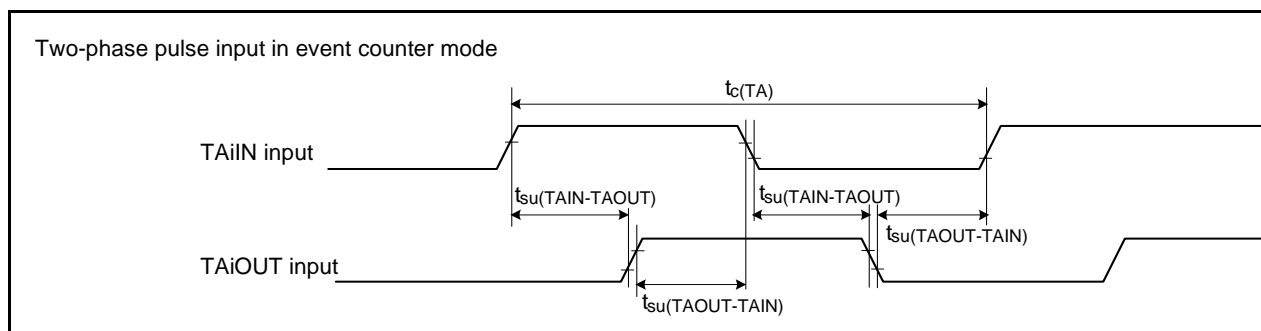 Two-phase pulse input in event counter mode
tc(TA)
TAiIN input
tsu(TAIN-TAOUT)
tsu(TAIN-TAOUT)
tsu(TAOUT-TAIN)
TAiOUT input
tsu(TAOUT-TAIN)